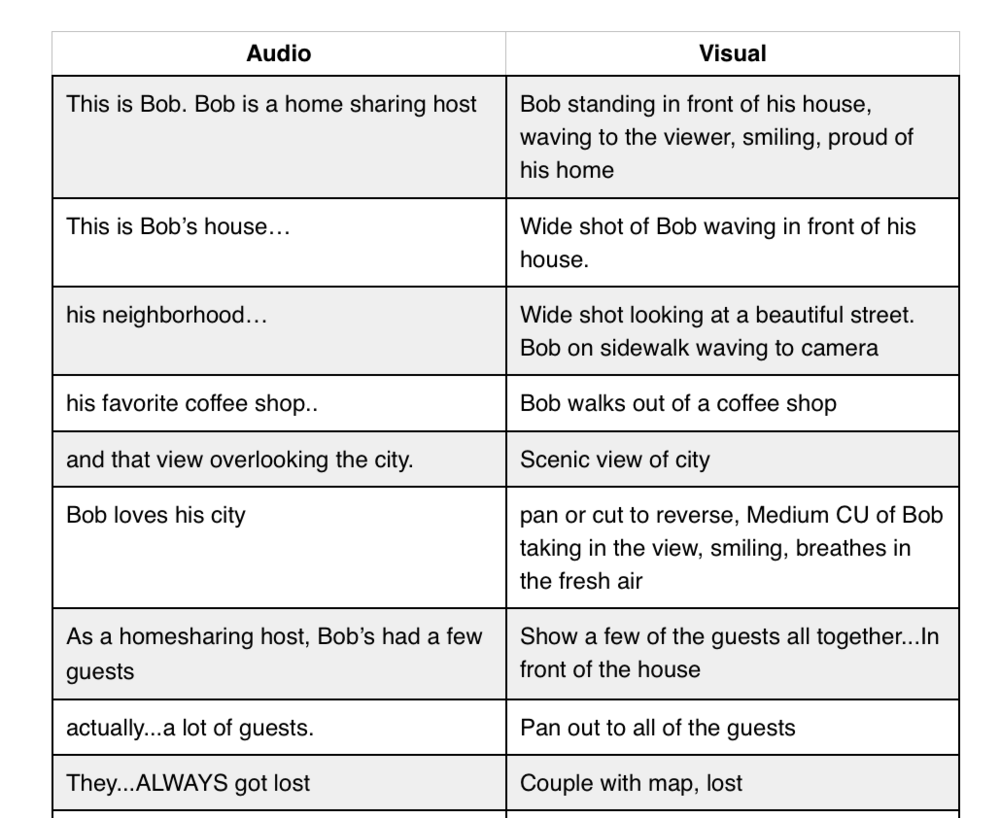 Audio
Visual
This is Bob. Bob is a home sharing host
Bob standing in front of his house,
waving to the viewer, smiling, proud of
his home
This is Bob’s house…
Wide shot of Bob waving in front of his
house.
his neighborhood…
Wide shot looking at a beautiful street.
Bob on sidewalk waving to camera
his favorite coffee shop..
Bob walks out of a coffee shop
and that view overlooking the city.
Scenic view of city
Bob loves his city
pan or cut to reverse, Medium CU of Bob
taking in the view, smiling, breathes in
the fresh air
As a homesharing host, Bob’s had a few
guests
Show a few of the guests all together...In
front of the house
actually...a lot of guests.
Pan out to all of the guests
They...ALWAYS got lost
Couple with map, lost